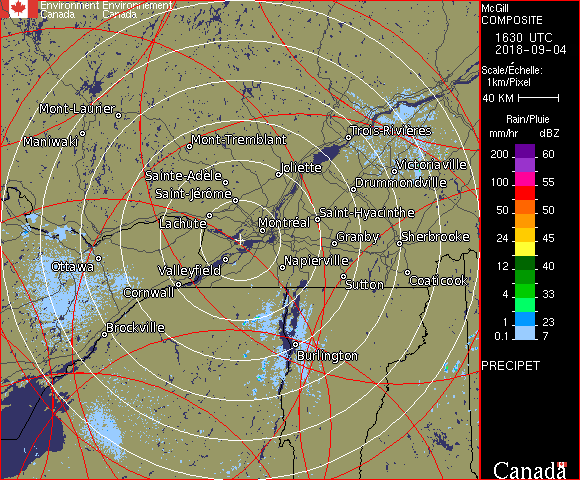 Environment Environnement
Canada Canada
McGill
COMPOSITE
1630 UTC
2018-09-04
Scale/Échelle:
1km/Pixel
40 KM
Rain/Pluie
mm/hr dBZ
200 60
150 55
100 55
50 50
24 45
12 40
4 33
1 23
0.1 7
PRECIPET
Canada
Mont-Laurier
Maniwaki
Mont-Tremblant
Trois-Rivières
Sainte-Adèle
Joliette
Victoriaville
Saint-Jérôme
Drummondville
Lachute
Montréal
Saint-Hyacinthe
Granby
Sherbrooke
Ottawa
Valleyfield
Napierville
Cornwall
Sutton
Coaticook
Brockville
Burlington